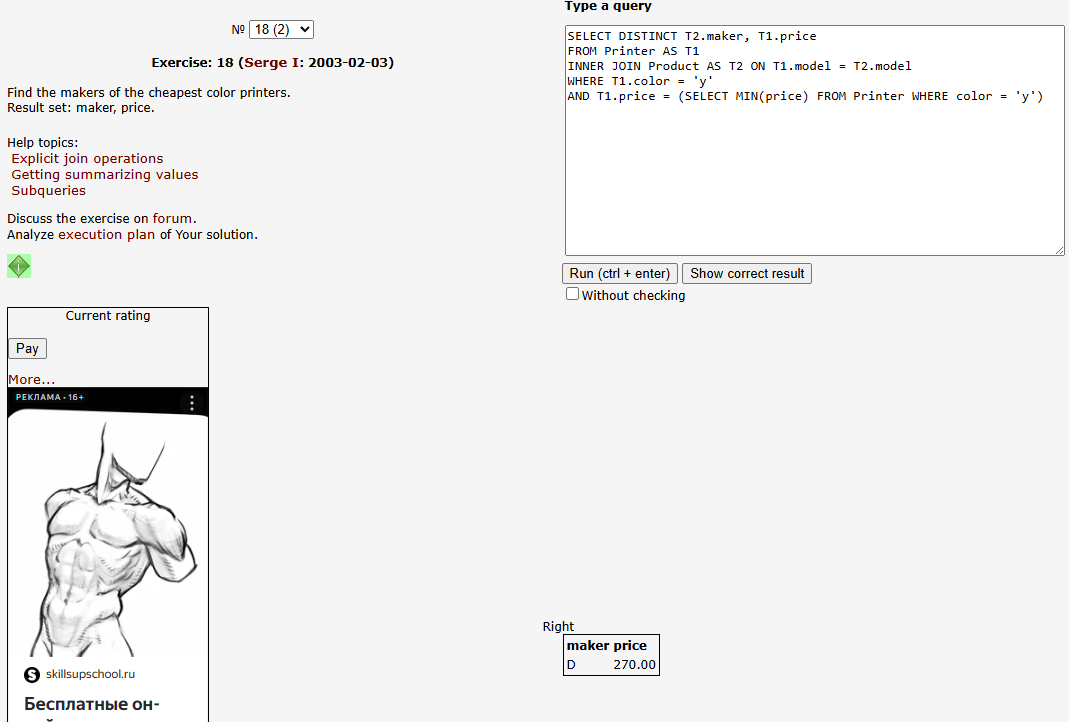 № 18 (2)
Exercise: 18 (Serge I: 2003-02-03)
Find the makers of the cheapest color printers.
Result set: maker, price.
Help topics:
Explicit join operations
Getting summarizing values
Subqueries
Discuss the exercise on forum.
Analyze execution plan of Your solution.
Current rating
Pay
More...
РЕКЛАМА • 16+
skillsupschool.ru
Бесплатные он-
Type a query
SELECT DISTINCT T2.maker, T1.price
FROM Printer AS T1
INNER JOIN Product AS T2 ON T1.model = T2.model
WHERE T1.color = 'y'
AND T1.price = (SELECT MIN(price) FROM Printer WHERE color = 'y')
Run (ctrl + enter) Show correct result
Without checking
Right
maker price
D 270.00